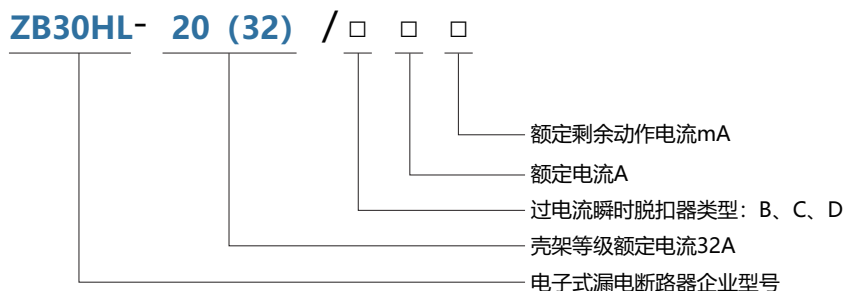 ZB30HL- 20 (32) /□ □ □
额定剩余动作电流mA
额定电流A
过电流瞬时脱扣器类型：B、C、D
壳架等级额定电流32A
电子式漏电断路器企业型号